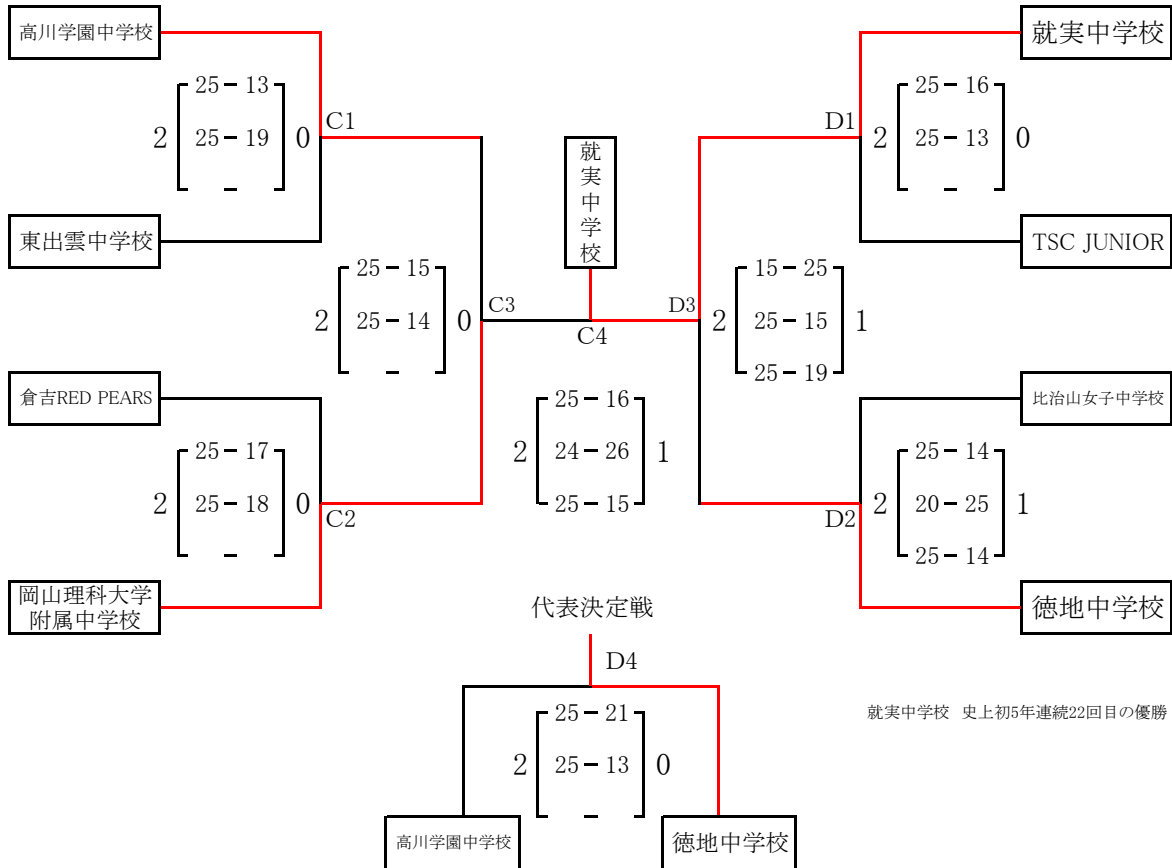 高川学園中学校
就実中学校
25 - 13
2 25 - 19 0
-
C1
D1
25 - 16
2 25 - 13 0
-
就実中学校
東出雲中学校
TSC JUNIOR
25 - 15
2 25 - 14 0
-
C3
C4
D3
15 - 25
2 25 - 15 1
25 - 19
倉吉RED PEARS
比治山女子中学校
25 - 16
2 24 - 26 1
25 - 15
25 - 17
2 25 - 18 0
-
C2
D2
25 - 14
2 20 - 25 1
25 - 14
岡山理科大学
附属中学校
徳地中学校
代表決定戦
D4
就実中学校 史上初5年連続22回目の優勝
25 - 21
2 25 - 13 0
-
高川学園中学校
徳地中学校